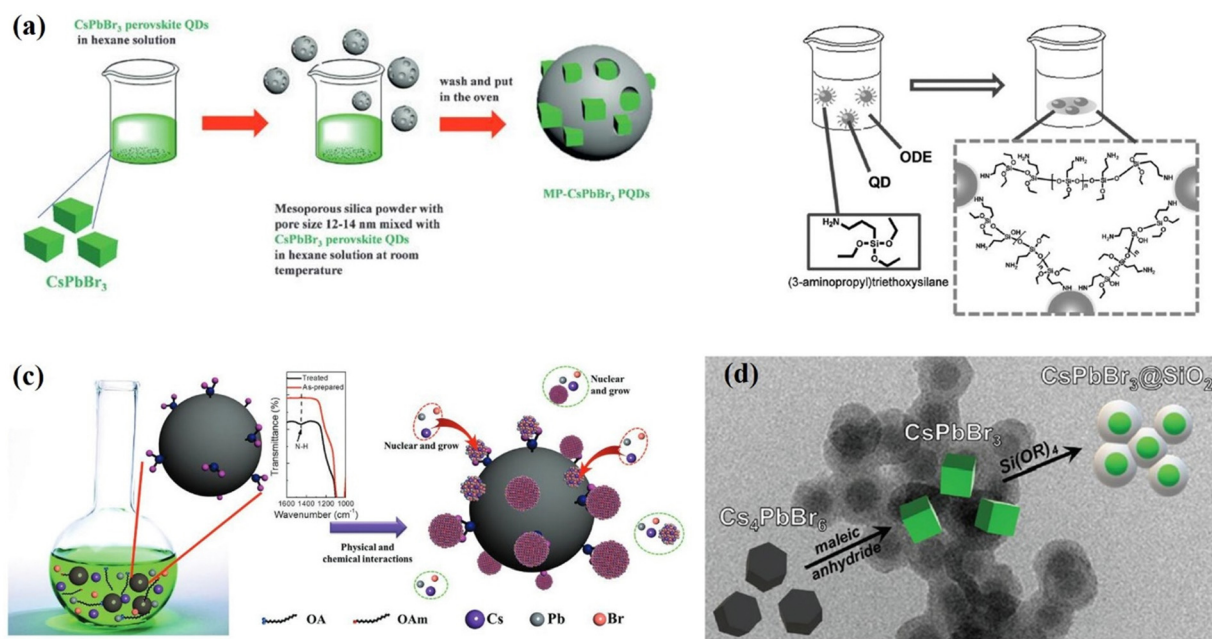 (a)
CsPbBr3 perovskite QDs
in hexane solution
CsPbBr3
Mesoporous silica powder with
pore size 12-14 nm mixed with
CsPbBr3 perovskite QDs
in hexane solution at room
temperature
wash and put
in the oven
MP-CsPbBr3 PQDs
ODE
QD
H2N
Si
O
O
O
(3-aminopropyl)triethoxysilane
(c)
Treated
As-prepared
N-H
Transmittance (%)
1600 1400 1200 1000
Wavenumber (cm-1)
Physical and
chemical interactions
Nuclear and grow
Nuclear
and grow
OA
OAm
Cs
Pb
Br
(d)
CsPbBr3@SiO2
CsPbBr3
Si(OR)4
Cs4PbBr6
maleic
anhydride